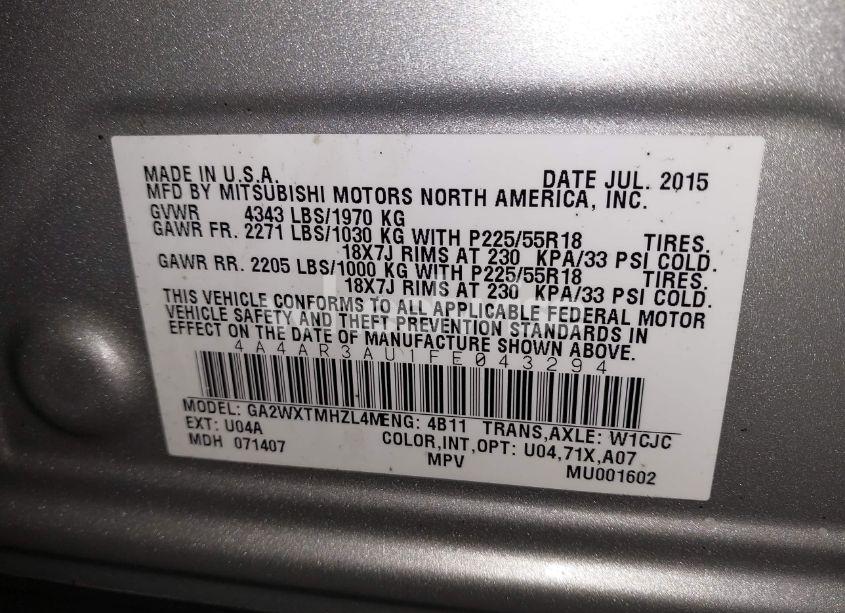 MADE IN U.S.A. DATE JUL. 2015
MFD BY MITSUBISHI MOTORS NORTH AMERICA, INC.
GVWR 4343 LBS/1970 KG
GAWR FR. 2271 LBS/1030 KG WITH P225/55R18 TIRES.
18X7J RIMS AT 230 KPA/33 PSI COLD.
GAWR RR. 2205 LBS/1000 KG WITH P225/55R18 TIRES.
18X7J RIMS AT 230 KPA/33 PSI COLD.
THIS VEHICLE CONFORMS TO ALL APPLICABLE FEDERAL MOTOR
VEHICLE SAFETY AND THEFT PREVENTION STANDARDS IN
EFFECT ON THE DATE OF MANUFACTURE SHOWN ABOVE.
4A4AR3AU1FE043294
MODEL: GA2WXTMHZL4MENG: 4B11 TRANS,AXLE: W1CJC
EXT: U04A COLOR,INT,OPT: U04,71X,A07
MDH 071407 MPV MU001602